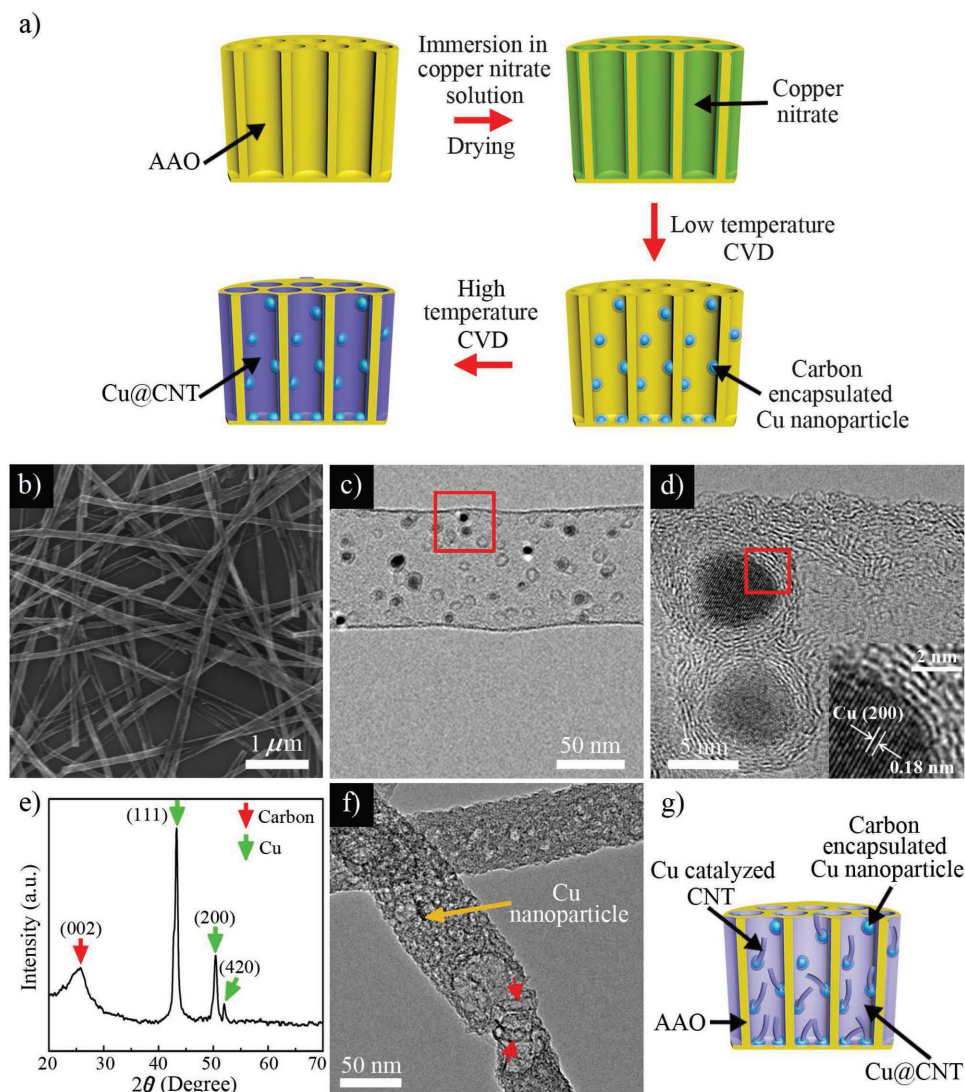 a)
Immersion in
copper nitrate
solution
Drying
AAO
Copper
nitrate
Low temperature
CVD
High
temperature
CVD
Cu@CNT
Carbon
encapsulated
Cu nanoparticle
b)
1 μm
c)
50 nm
d)
5 nm
2 nm
Cu (200)
0.18 nm
e)
(111)
Carbon
Cu
(002)
(200)
(420)
Intensity (a.u.)
20 30 40 50 60 70
2θ (Degree)
f)
Cu
nanoparticle
50 nm
g)
Carbon
encapsulated
Cu nanoparticle
Cu catalyzed
CNT
AAO
Cu@CNT